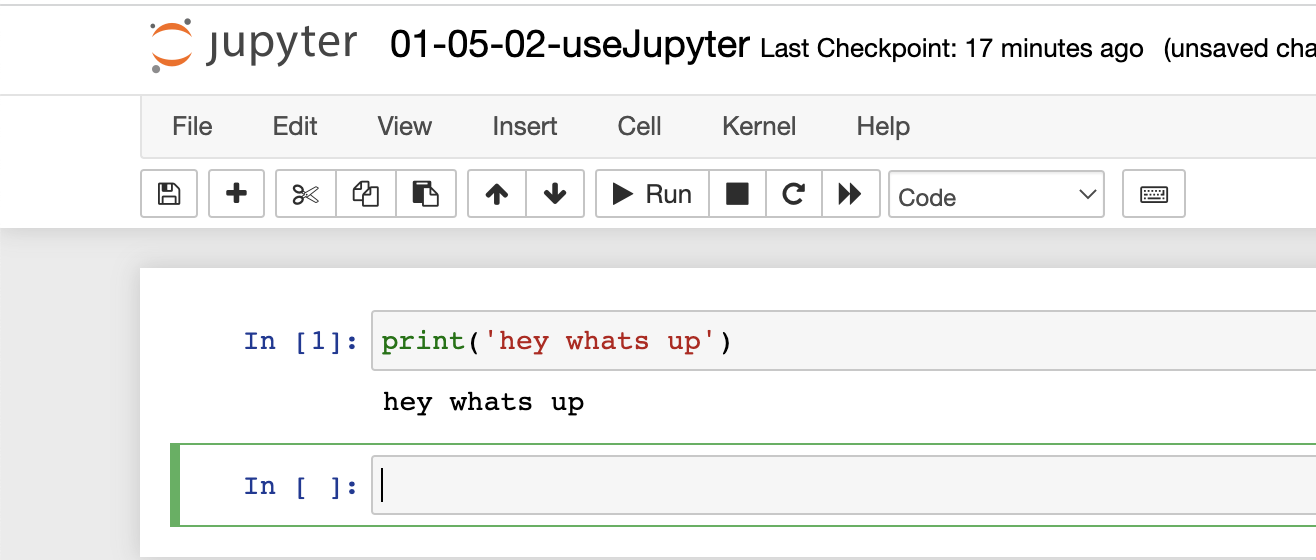 jupyter 01-05-02-useJupyter Last Checkpoint: 17 minutes ago (unsaved cha
File Edit View Insert Cell Kernel Help
Run Code
In [1]: print('hey whats up')
hey whats up
In [ ]: